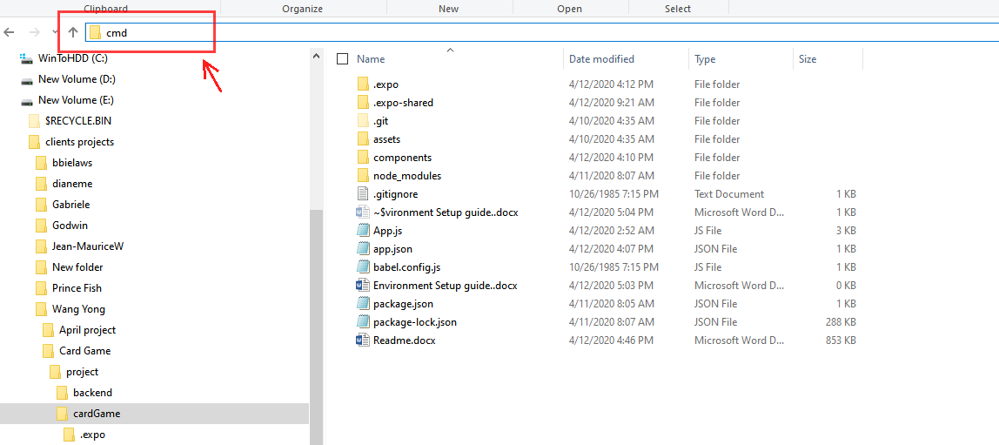 Clipboard Organize New Open Select
cmd
WinToHDD (C:)
New Volume (D:)
New Volume (E:)
$RECYCLE.BIN
clients projects
bbielaws
dianeme
Gabriele
Godwin
Jean-MauriceW
New folder
Prince Fish
Wang Yong
April project
Card Game
project
backend
cardGame
.expo
Name Date modified Type Size
.expo 4/12/2020 4:12 PM File folder
.expo-shared 4/12/2020 9:21 AM File folder
.git 4/10/2020 4:35 AM File folder
assets 4/10/2020 4:35 AM File folder
components 4/12/2020 4:10 PM File folder
node_modules 4/11/2020 8:07 AM File folder
.gitignore 10/26/1985 7:15 PM Text Document 1 KB
~$vironment Setup guide..docx 4/12/2020 5:04 PM Microsoft Word D... 1 KB
App.js 4/12/2020 2:52 AM JS File 3 KB
app.json 4/12/2020 4:07 PM JSON File 1 KB
babel.config.js 10/26/1985 7:15 PM JS File 1 KB
Environment Setup guide..docx 4/12/2020 5:03 PM Microsoft Word D... 0 KB
package.json 4/11/2020 8:05 AM JSON File 1 KB
package-lock.json 4/11/2020 8:07 AM JSON File 288 KB
Readme.docx 4/12/2020 4:46 PM Microsoft Word D... 853 KB